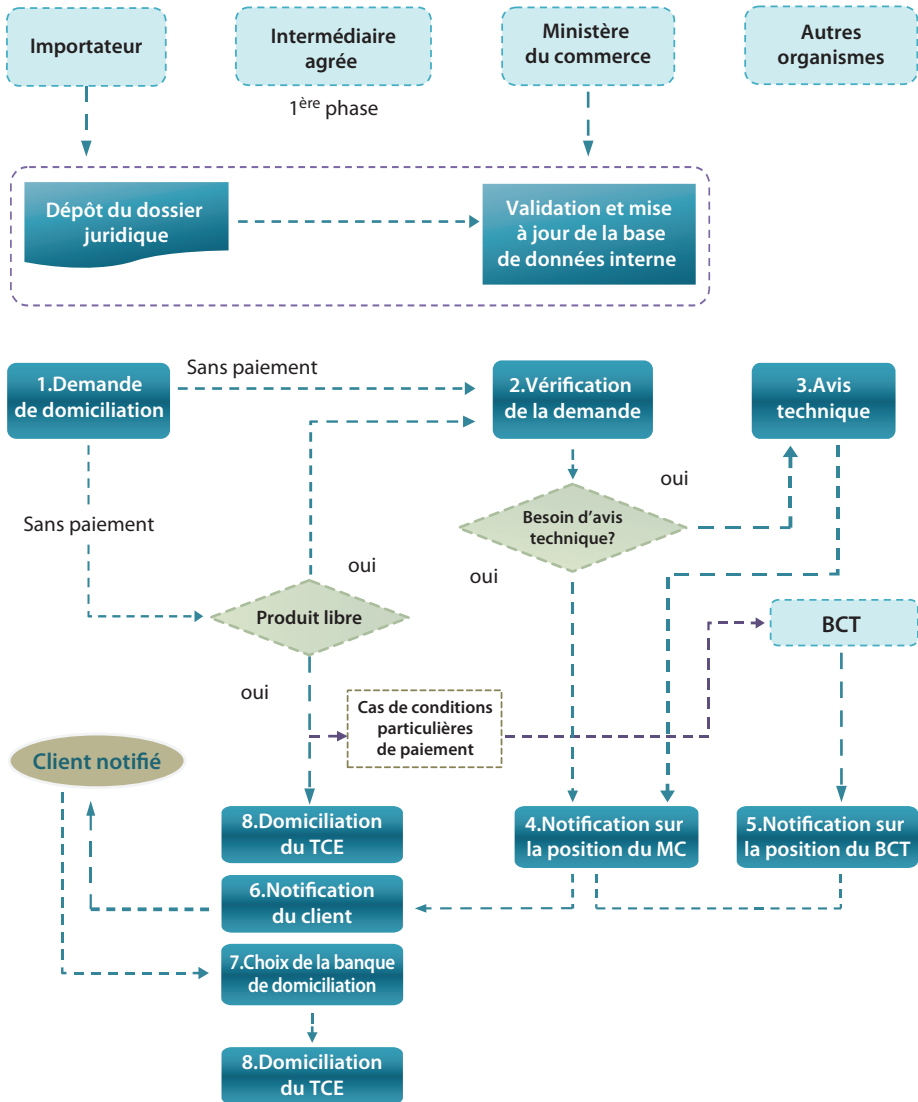 Importateur
Intermédiaire
agrée
Ministère
du commerce
Autres
organismes
1ère phase
Dépôt du dossier
juridique
Validation et mise
à jour de la base
de données interne
1.Demande
de domiciliation
Sans paiement
2.Vérification
de la demande
3.Avis
technique
oui
Sans paiement
Besoin d'avis
technique?
oui
oui
Produit libre
BCT
oui
Cas de conditions
particulières
de paiement
Client notifié
8.Domiciliation
du TCE
4.Notification sur
la position du MC
5.Notification sur
la position du BCT
6.Notification
du client
7.Choix de la banque
de domiciliation
8.Domiciliation
du TCE